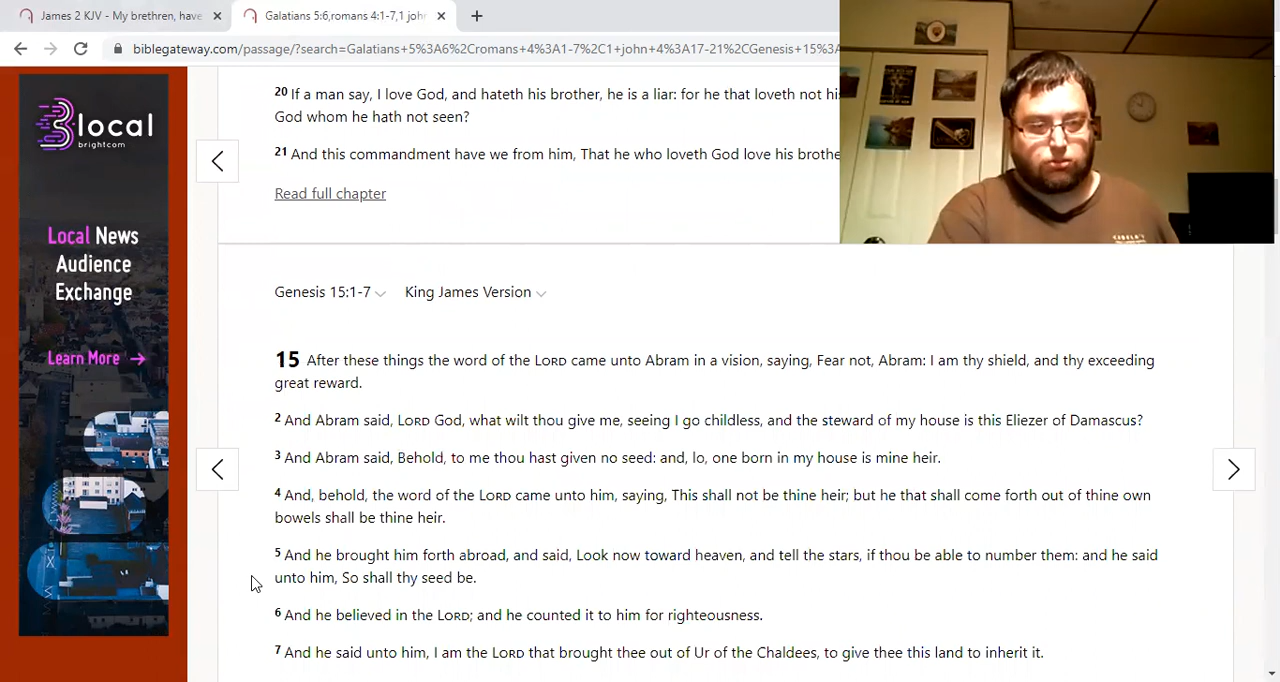 James 2 KJV - My brethren, have
Galatians 5:6,romans 4:1-7,1 joh
biblegateway.com/passage/?search=Galatians+5%3A6%2Cromans+4%3A1-7%2C1+john+4%3A17-21%2CGenesis+15%3A
local
brightcom
Local News
Audience
Exchange
Learn More →
20 If a man say, I love God, and hateth his brother, he is a liar: for he that loveth not hi
God whom he hath not seen?
21 And this commandment have we from him, That he who loveth God love his brothe
Read full chapter
Genesis 15:1-7 King James Version
15 After these things the word of the LORD came unto Abram in a vision, saying, Fear not, Abram: I am thy shield, and thy exceeding
great reward.
2 And Abram said, LORD God, what wilt thou give me, seeing I go childless, and the steward of my house is this Eliezer of Damascus?
3 And Abram said, Behold, to me thou hast given no seed: and, lo, one born in my house is mine heir.
4 And, behold, the word of the LORD came unto him, saying, This shall not be thine heir; but he that shall come forth out of thine own
bowels shall be thine heir.
5 And he brought him forth abroad, and said, Look now toward heaven, and tell the stars, if thou be able to number them: and he said
unto him, So shall thy seed be.
6 And he believed in the LORD; and he counted it to him for righteousness.
7 And he said unto him, I am the LORD that brought thee out of Ur of the Chaldees, to give thee this land to inherit it.